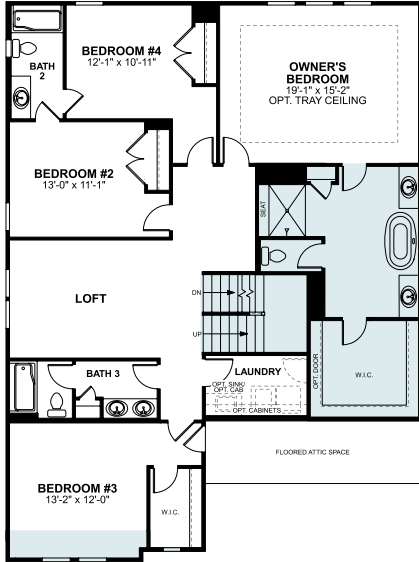 BEDROOM #4
12'-1" x 10'-11"
BATH
2
OWNER'S
BEDROOM
19'-1" x 15'-2"
OPT. TRAY CEILING
BEDROOM #2
13'-0" x 11'-1"
SEAT
LOFT
DN
UP
LAUNDRY
OPT. SINK/
OPT. CAB
OPT. CABINETS
OPT. DOOR
W.I.C.
BATH 3
FLOORED ATTIC SPACE
BEDROOM #3
13'-2" x 12'-0"
W.I.C.